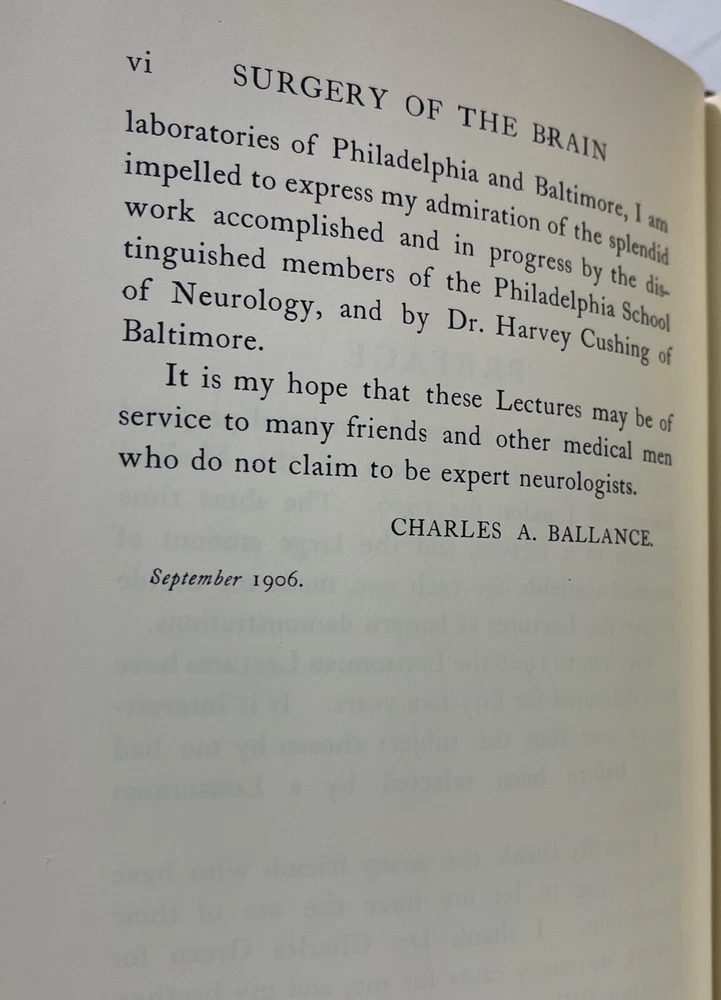 vi SURGERY OF THE BRAIN
laboratories of Philadelphia and Baltimore, I am
impelled to express my admiration of the splendid
work accomplished and in progress by the dis-
tinguished members of the Philadelphia School
of Neurology, and by Dr. Harvey Cushing of
Baltimore.
It is my hope that these Lectures may be of
service to many friends and other medical men
who do not claim to be expert neurologists.
CHARLES A. BALLANCE.
September 1906.